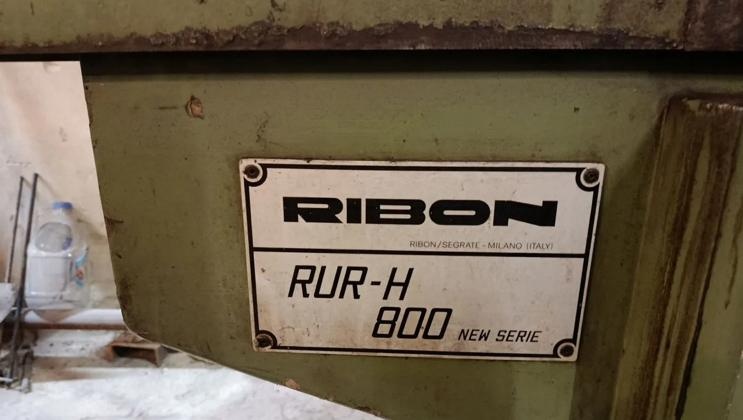 RIBON
RIBON/SEGRATE - MILANO (ITALY)
RUR-H
800 NEW SERIE